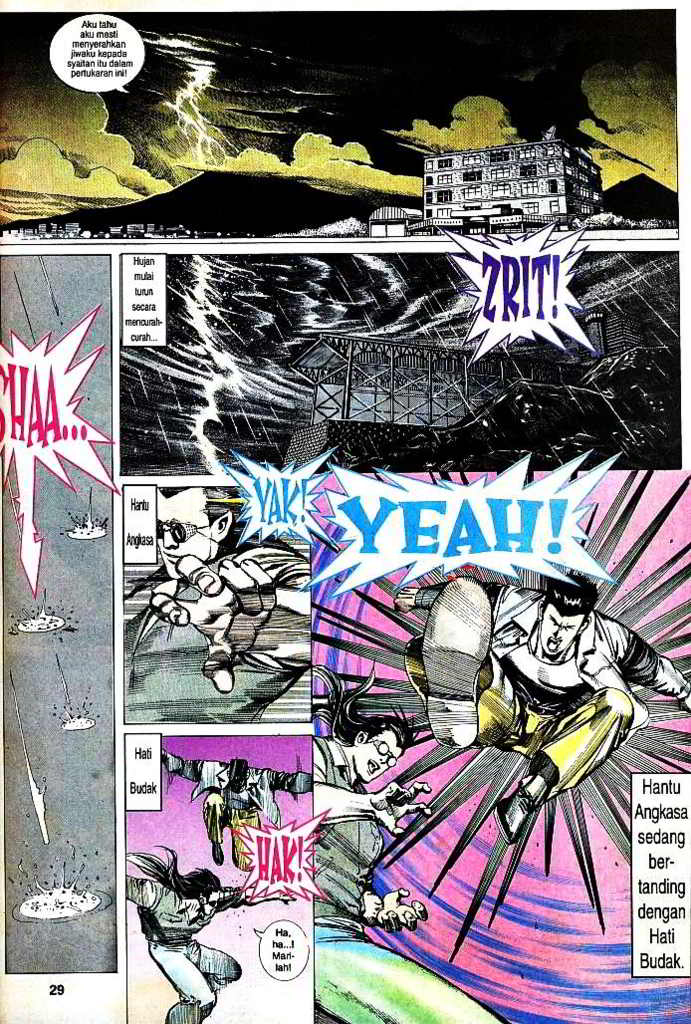 Aku tahu
aku mesti
menyerahkan
jiwaku kepada
syaitan itu dalam
pertukaran ini!
Hujan
mulai
turun
secara
mencurah-
curah...
ZRIT!
SHAA...
Hantu
Angkasa
YAK!
YEAH!
Hati
Budak
HAK!
Ha,
ha...!
Mari-
lah!
Hantu
Angkasa
sedang
ber-
tanding
dengan
Hati
Budak.
29